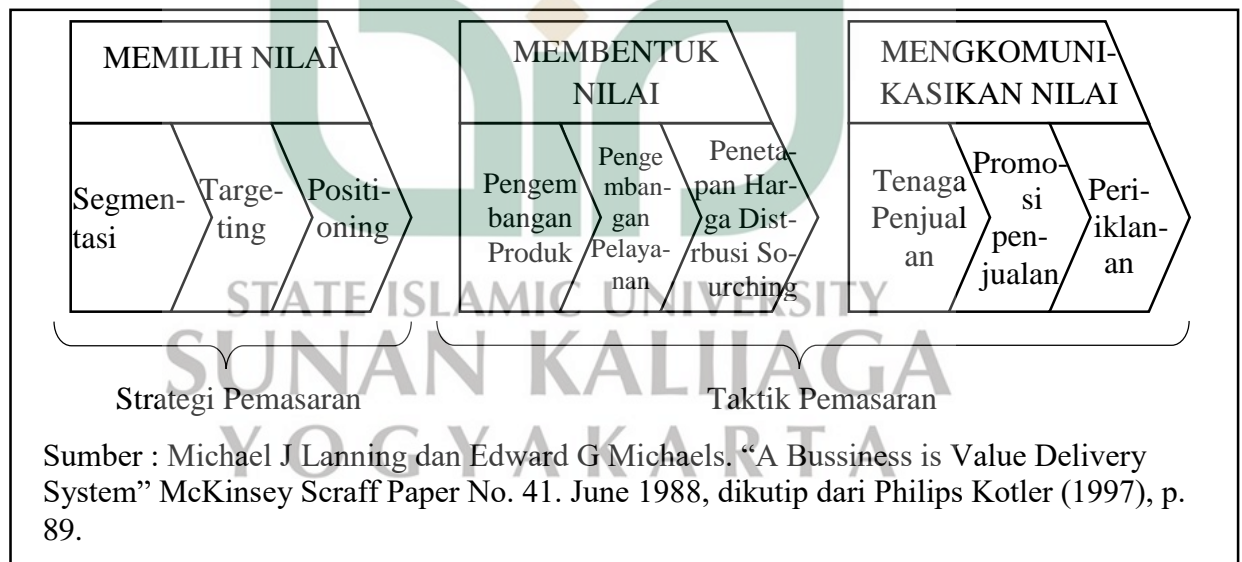 MEMILIH NILAI
MEMBENTUK
NILAI
MENGKOMUNI-
KASIKAN NILAI
Segmen-
tasi
Targe-
ting
Positi-
oning
Pengem
bangan
Produk
Penge
mban-
gan
Pelaya-
nan
Peneta-
pan Har-
ga Dist-
rbusi So-
urching
Tenaga
Penjual
an
Promo-
si
pen-
jualan
Peri-
iklan-
an
STATE ISLAMIC UNIVERSITY
SUNAN KALIJAGA
YOGYAKARTA
Strategi Pemasaran
Taktik Pemasaran
Sumber : Michael J Lanning dan Edward G Michaels. “A Bussiness is Value Delivery
System” McKinsey Scraff Paper No. 41. June 1988, dikutip dari Philips Kotler (1997), p.
89.